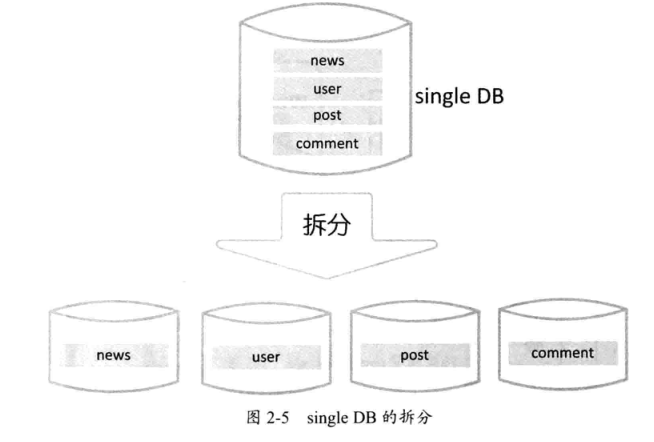 news
user
single DB
post
comment
拆分
news
user
post
comment
图 2-5 single DB 的拆分